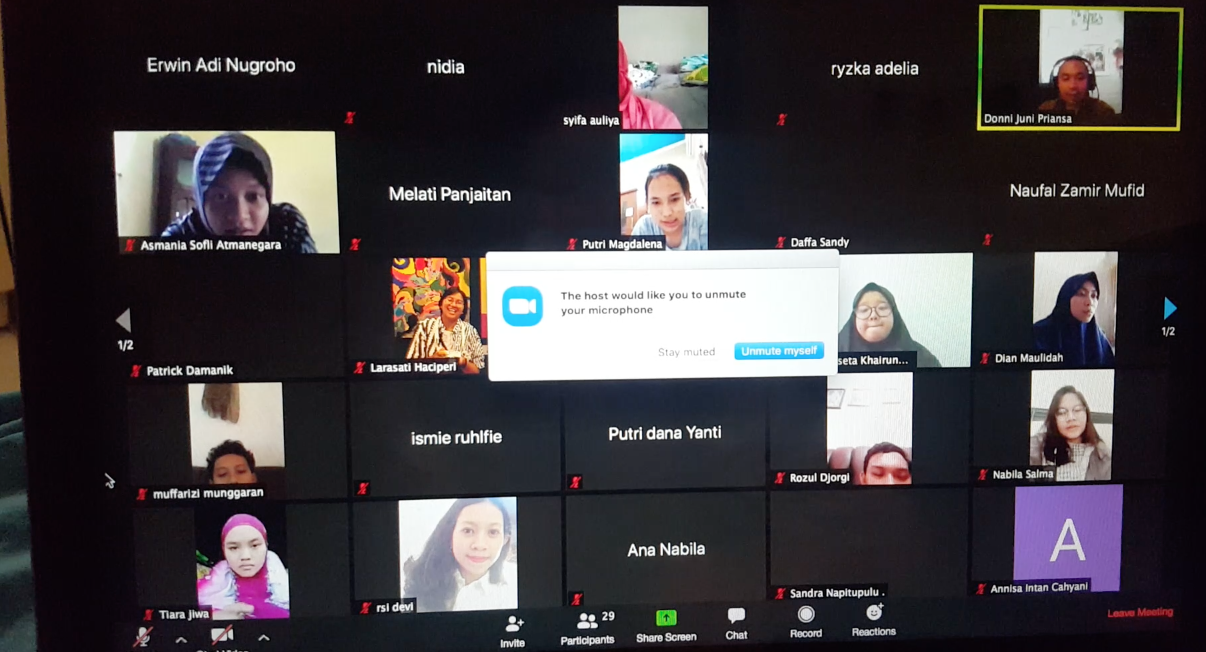 Erwin Adi Nugroho
nidia
syifa auliya
ryzka adelia
Donni Juni Priansa
Asmania Sofli Atmanegara
Melati Panjaitan
Putri Magdalena
Daffa Sandy
Naufal Zamir Mufid
1/2
Patrick Damanik
Larasati Haciperi
The host would like you to unmute
your microphone
Stay muted
Unmute myself
seta Khairun...
Dian Maulidah
1/2
muffarizi munggaran
ismie ruhlfie
Putri dana Yanti
Rozul Djorgi
Nabila Salma
Tiara jiwa
rsi devi
Ana Nabila
Sandra Napitupulu .
A
Annisa Intan Cahyani
Invite
Participants
29
Share Screen
Chat
Record
Reactions
Leave Meeting